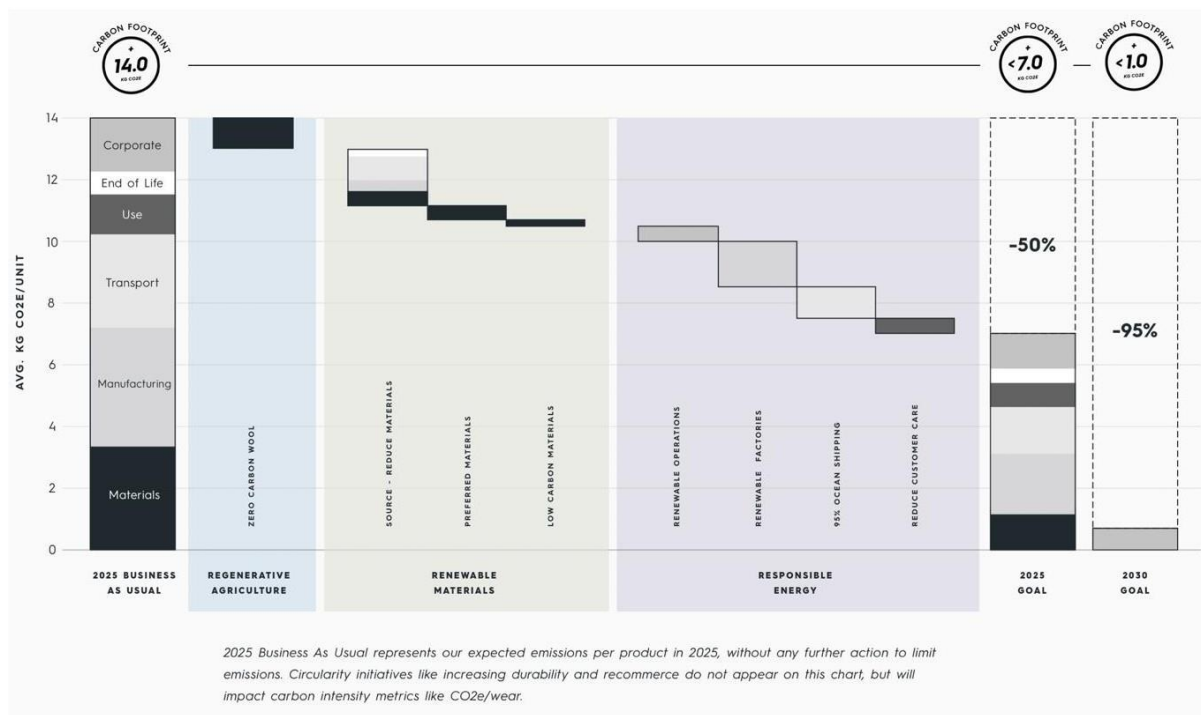 CARBON FOOTPRINT
14.0
KG CO2E
CARBON FOOTPRINT
<7.0
KG CO2E
CARBON FOOTPRINT
<1.0
KG CO2E
AVG. KG CO2E/UNIT
14
12
10
8
6
4
2
0
Corporate
End of Life
Use
Transport
Manufacturing
Materials
ZERO CARBON WOOL
SOURCE - REDUCE MATERIALS
PREFERRED MATERIALS
LOW CARBON MATERIALS
RENEWABLE OPERATIONS
RENEWABLE FACTORIES
95% OCEAN SHIPPING
REDUCE CUSTOMER CARE
-50%
-95%
2025 BUSINESS
AS USUAL
REGENERATIVE
AGRICULTURE
RENEWABLE
MATERIALS
RESPONSIBLE
ENERGY
2025
GOAL
2030
GOAL
2025 Business As Usual represents our expected emissions per product in 2025, without any further action to limit
emissions. Circularity initiatives like increasing durability and recommerce do not appear on this chart, but will
impact carbon intensity metrics like CO2e/wear.